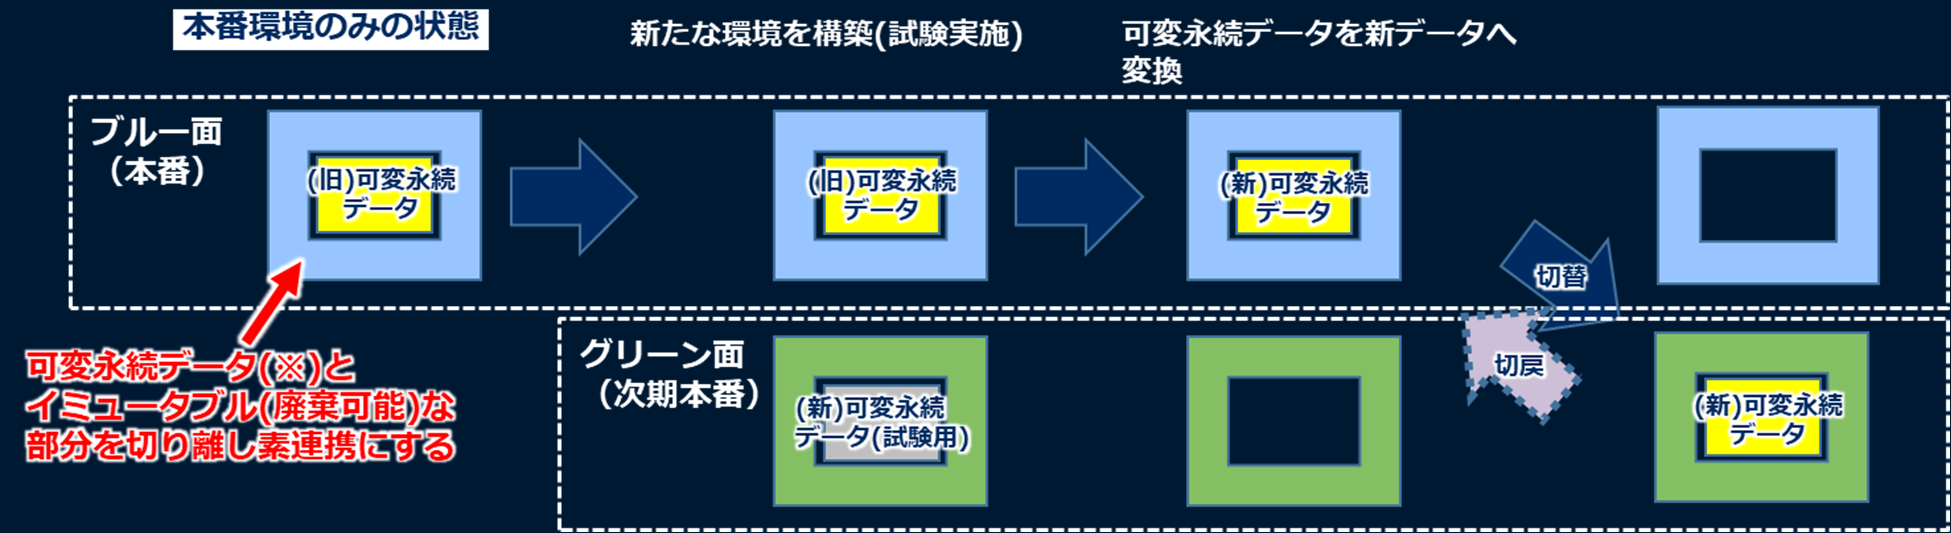 本番環境のみの状態
新たな環境を構築(試験実施)
可変永続データを新データへ
変換
ブルー面
（本番）
(旧)可変永続
データ
(旧)可変永続
データ
(新)可変永続
データ
切替
切戻
可変永続データ(※)と
イミュータブル(廃棄可能)な
部分を切り離し素連携にする
グリーン面
（次期本番）
(新)可変永続
データ(試験用)
(新)可変永続
データ